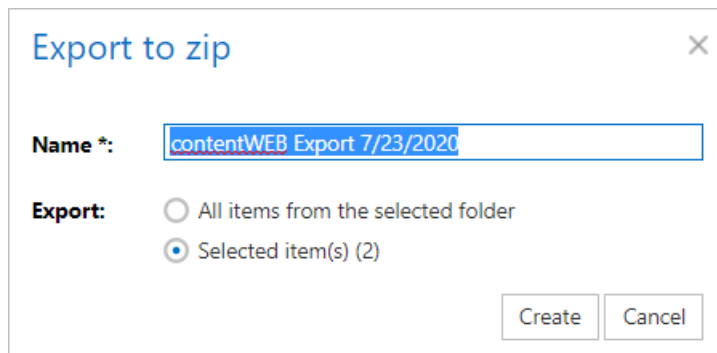 Export to zip
Name *: contentWEB Export 7/23/2020
Export: All items from the selected folder
Selected item(s) (2)
Create Cancel